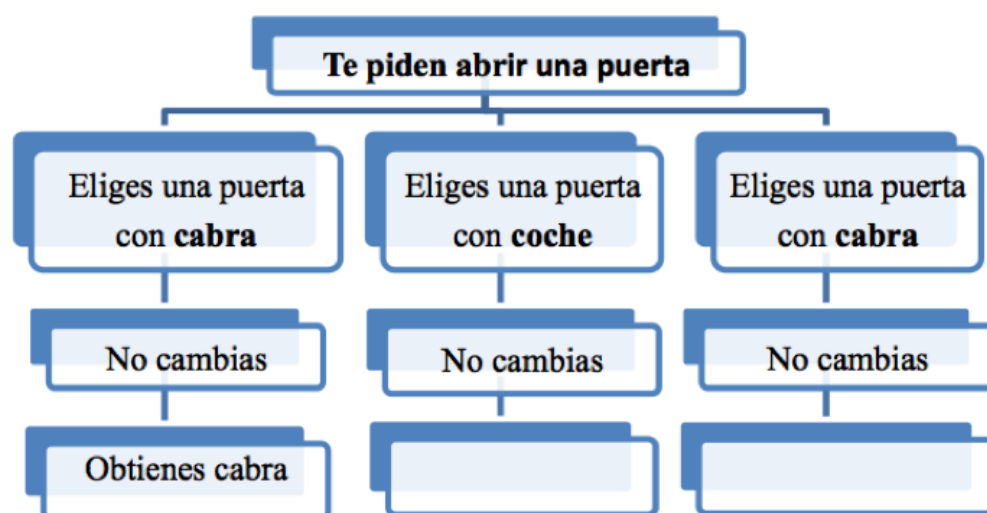 Te piden abrir una puerta
Eliges una puerta
con cabra
Eliges una puerta
con coche
Eliges una puerta
con cabra
No cambias
No cambias
No cambias
Obtienes cabra